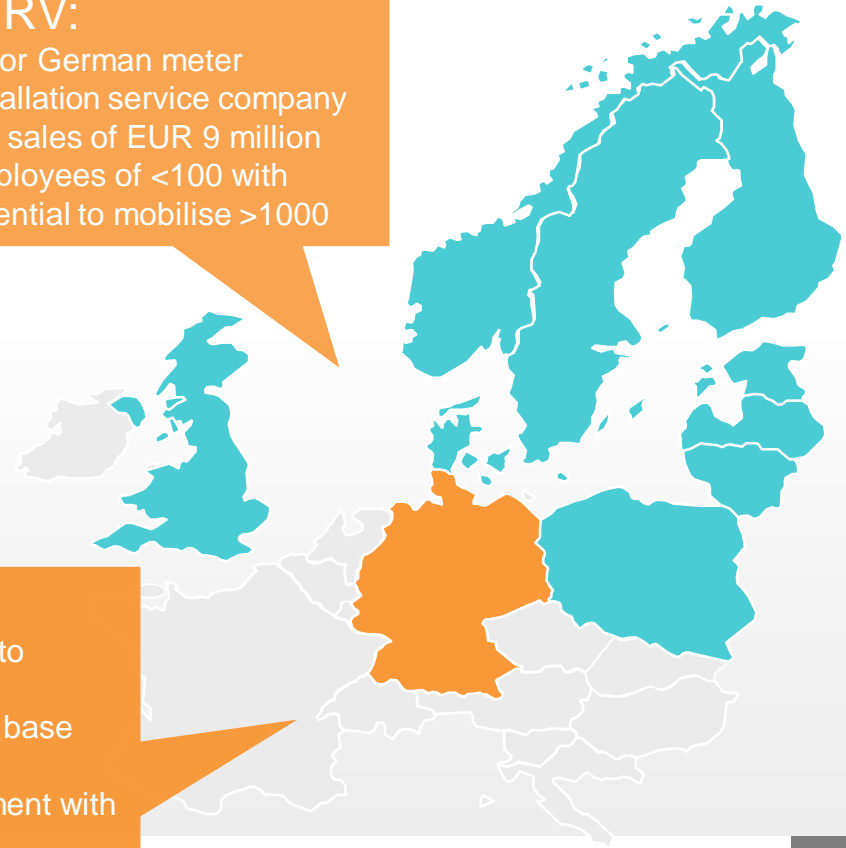 RV:
or German meter
allation service company
sales of EUR 9 million
ployees of <100 with
ential to mobilise >1000
to
base
nent with